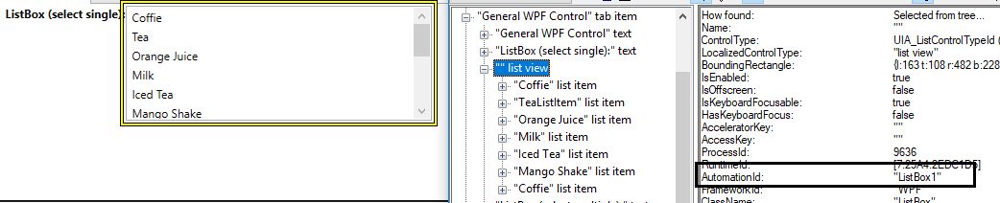 ListBox (select single):
Coffie
Tea
Orange Juice
Milk
Iced Tea
Mango Shake
"General WPF Control" tab item
"General WPF Control" text
"ListBox (select single):" text
"" list view
"Coffie" list item
"TeaListItem" list item
"Orange Juice" list item
"Milk" list item
"Iced Tea" list item
"Mango Shake" list item
"Coffie" list item
How found: Selected from tree...
Name: ""
ControlType: UIA_ListControlTypeId (
LocalizedControlType: "list view"
BoundingRectangle: {l:163 t:108 r:482 b:228
IsEnabled: true
IsOffscreen: false
IsKeyboardFocusable: true
HasKeyboardFocus: false
AcceleratorKey: ""
AccessKey: ""
ProcessId: 9636
RuntimeId: [7.25A4.2EDC1D5]
AutomationId: "ListBox1"
FrameworkId: "WPF"
ClassName: "ListBox"